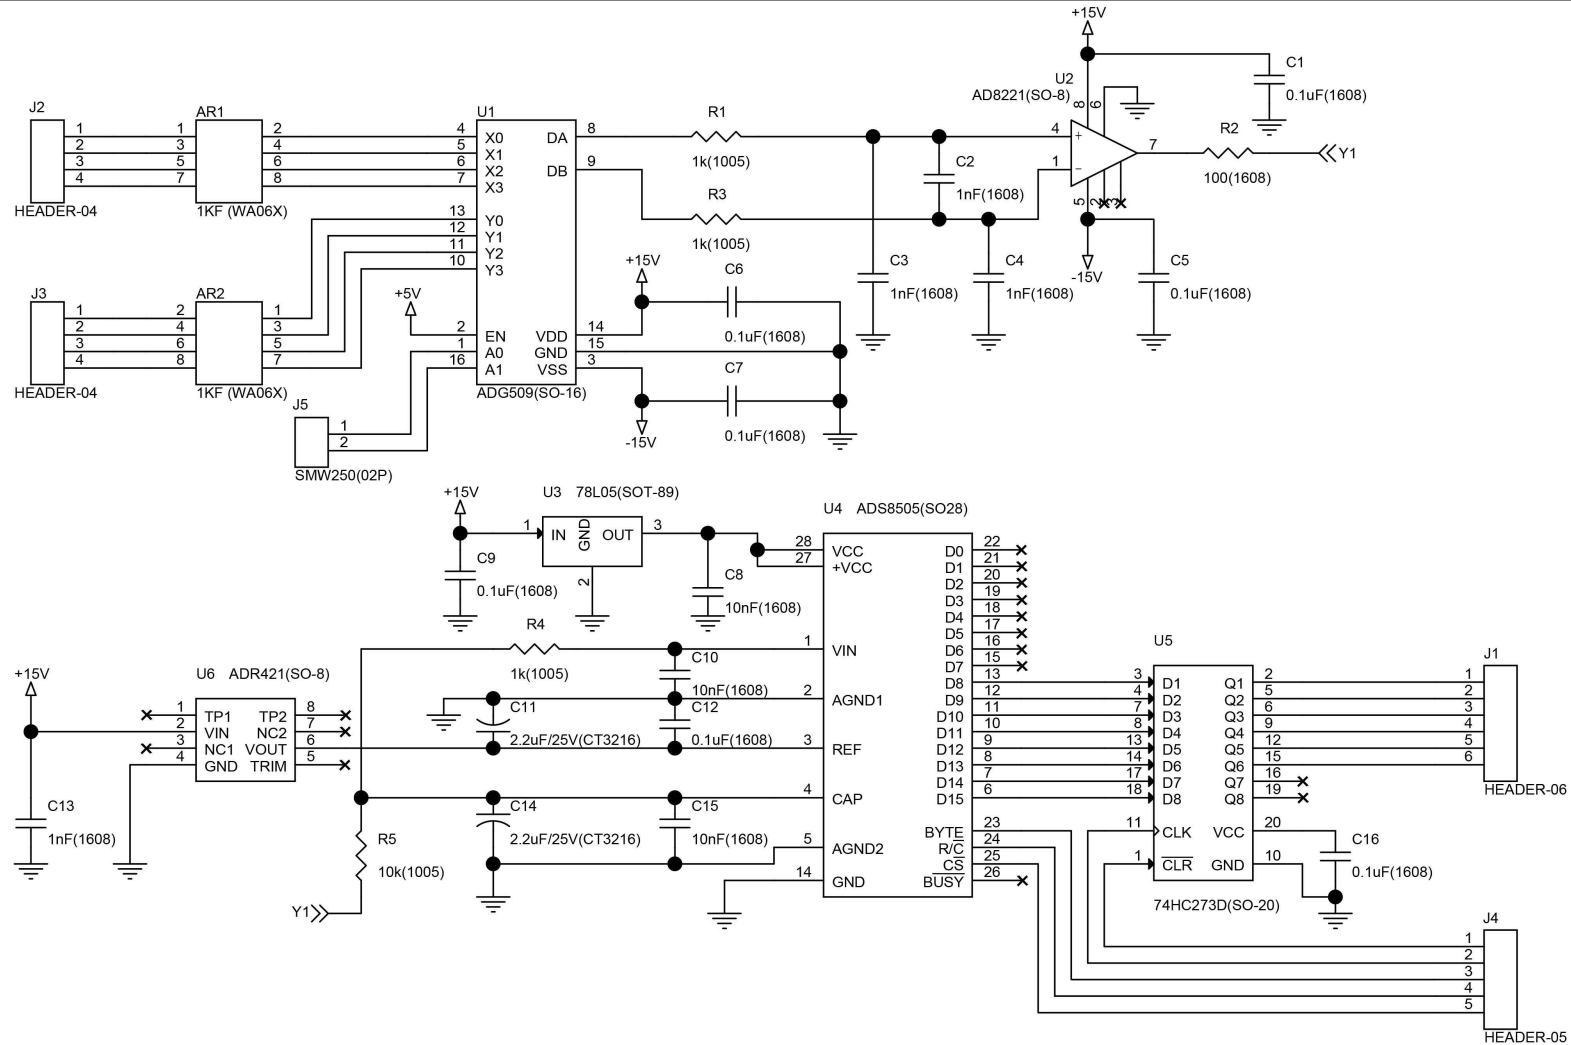 J2
1
2
3
4
HEADER-04
AR1
1 2
3 4
5 6
7 8
1KF (WA06X)
J3
1
2
3
4
HEADER-04
AR2
2 1
4 3
6 5
8 7
1KF (WA06X)
J5
1
2
SMW250(02P)
U1
4 X0 DA 8
5 X1
6 X2 DB 9
7 X3
13 Y0
12 Y1
11 Y2
10 Y3
2 EN VDD 14
1 A0 GND 15
16 A1 VSS 3
ADG509(SO-16)
+5V
R1
1k(1005)
R3
1k(1005)
+15V
C6
0.1uF(1608)
C7
0.1uF(1608)
-15V
C2
1nF(1608)
C3
1nF(1608)
C4
1nF(1608)
+15V
U2
AD8221(SO-8)
8 6
4 +
1 -
7
5 2 3
-15V
C1
0.1uF(1608)
R2
100(1608)
Y1
C5
0.1uF(1608)
+15V
C9
0.1uF(1608)
U3 78L05(SOT-89)
1 IN GND OUT 3
2
C8
10nF(1608)
R4
1k(1005)
C10
10nF(1608)
C11
2.2uF/25V(CT3216)
C12
0.1uF(1608)
C14
2.2uF/25V(CT3216)
C15
10nF(1608)
+15V
U6 ADR421(SO-8)
1 TP1 TP2 8
2 VIN NC2 7
3 NC1 VOUT 6
4 GND TRIM 5
C13
1nF(1608)
R5
10k(1005)
Y1
U4 ADS8505(SO28)
28 VCC D0 22
27 +VCC D1 21
D2 20
D3 19
D4 18
D5 17
1 VIN D6 16
D7 15
D8 13
2 AGND1 D9 12
D10 11
D11 10
3 REF D12 9
D13 8
D14 7
4 CAP D15 6
BYTE 23
5 AGND2 R/C 24
CS 25
14 GND BUSY 26
U5
3 D1 Q1 2
4 D2 Q2 5
7 D3 Q3 6
8 D4 Q4 9
13 D5 Q5 12
14 D6 Q6 15
17 D7 Q7 16
18 D8 Q8 19
11 CLK VCC 20
1 CLR GND 10
74HC273D(SO-20)
C16
0.1uF(1608)
J1
1
2
3
4
5
6
HEADER-06
J4
1
2
3
4
5
HEADER-05